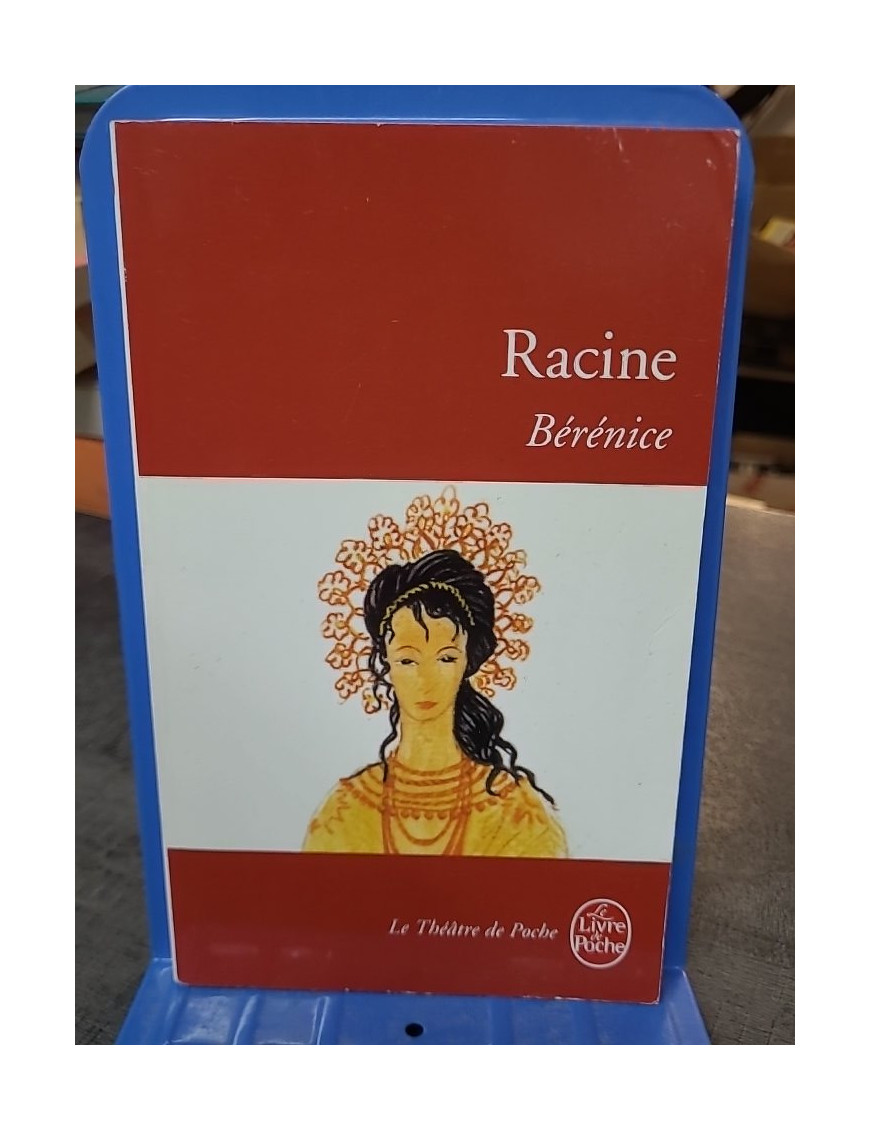 Racine
Bérénice
Le Théâtre de Poche
Le
Livre
de
Poche